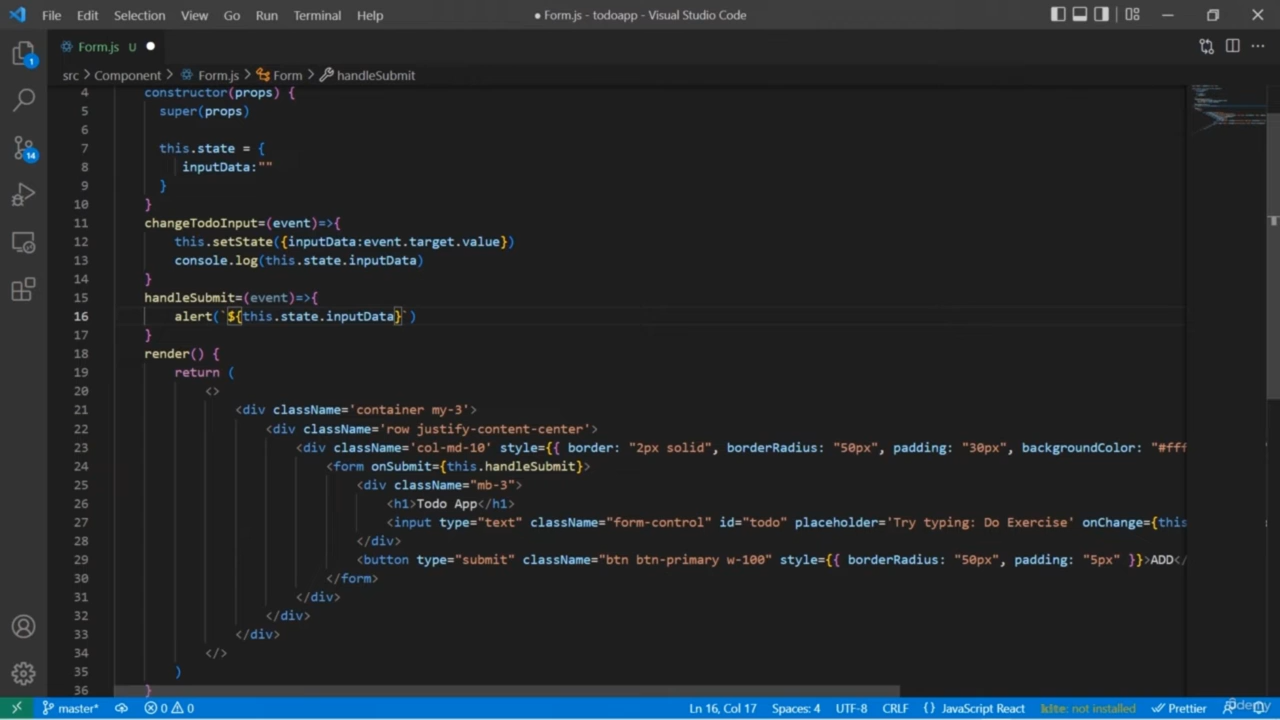 File Edit Selection View Go Run Terminal Help ● Form.js - todoapp - Visual Studio Code
Form.js U
src > Component > Form.js > Form > handleSubmit
4 constructor(props) {
5 super(props)
6
7 this.state = {
8 inputData:""
9 }
10 }
11 changeTodoInput=(event)=>{
12 this.setState({inputData:event.target.value})
13 console.log(this.state.inputData)
14 }
15 handleSubmit=(event)=>{
16 alert(`${this.state.inputData}`)
17 }
18 render() {
19 return (
20 <>
21 <div className='container my-3'>
22 <div className='row justify-content-center'>
23 <div className='col-md-10' style={{ border: "2px solid", borderRadius: "50px", padding: "30px", backgroundColor: "#fff
24 <form onSubmit={this.handleSubmit}>
25 <div className="mb-3">
26 <h1>Todo App</h1>
27 <input type="text" className="form-control" id="todo" placeholder='Try typing: Do Exercise' onChange={this
28 </div>
29 <button type="submit" className="btn btn-primary w-100" style={{ borderRadius: "50px", padding: "5px" }}>ADD</
30 </form>
31 </div>
32 </div>
33 </div>
34 </>
35 )
36 }
1
14
master* 0 0 Ln 16, Col 17 Spaces: 4 UTF-8 CRLF {} JavaScript React kite: not installed Prettier
Udemy